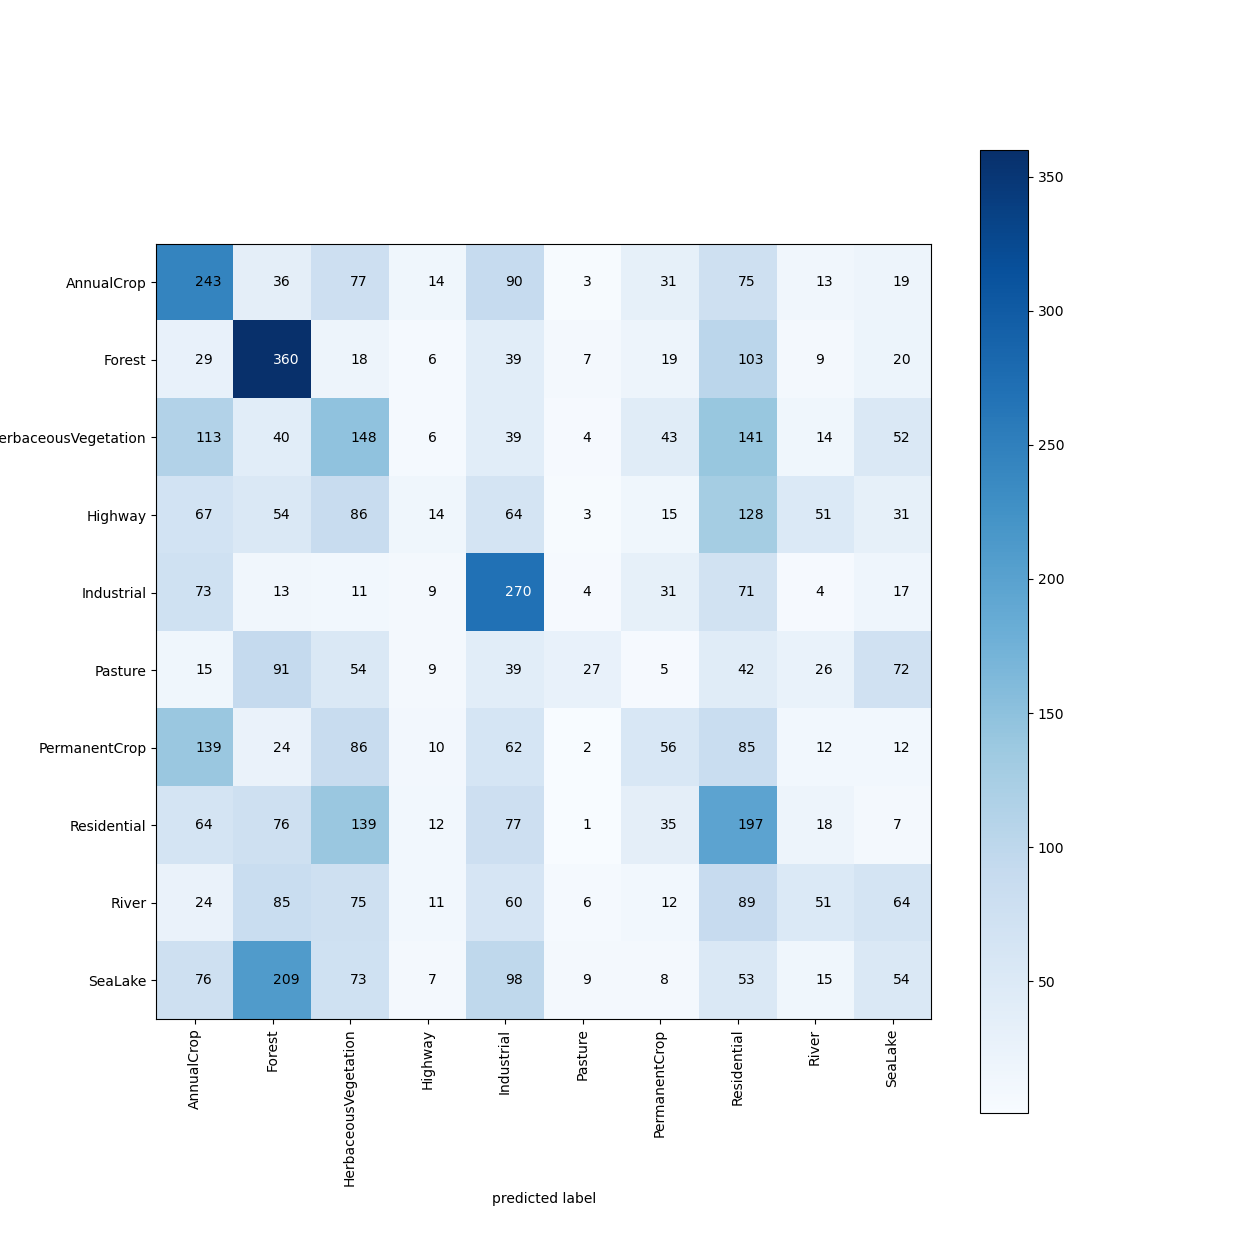 350
300
AnnualCrop 243 36 77 14 90 3 31 75 13 19
Forest 29 360 18 6 39 7 19 103 9 20
250
erbaceousVegetation 113 40 148 6 39 4 43 141 14 52
Highway 67 54 86 14 64 3 15 128 51 31
200
Industrial 73 13 11 9 270 4 31 71 4 17
Pasture 15 91 54 9 39 27 5 42 26 72
150
PermanentCrop 139 24 86 10 62 2 56 85 12 12
Residential 64 76 139 12 77 1 35 197 18 7
100
River 24 85 75 11 60 6 12 89 51 64
SeaLake 76 209 73 7 98 9 8 53 15 54
50
AnnualCrop
Forest
HerbaceousVegetation
Highway
Industrial
Pasture
PermanentCrop
Residential
River
SeaLake
predicted label